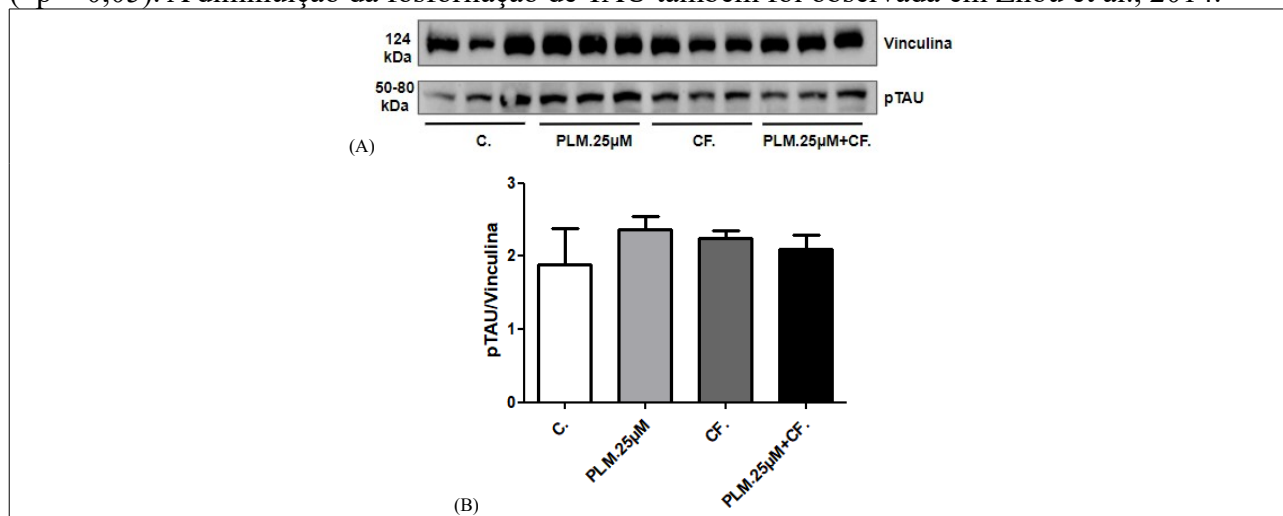 (*p = 0,05). A diminuição da fosforilação de TAU também foi observada em Zhou et al., 2014.
124 kDa
Vinculina
50-80 kDa
pTAU
C. PLM.25µM CF. PLM.25µM+CF.
(A)
pTAU/Vinculina
3
2
1
0
C. PLM.25µM CF. PLM.25µM+CF.
(B)